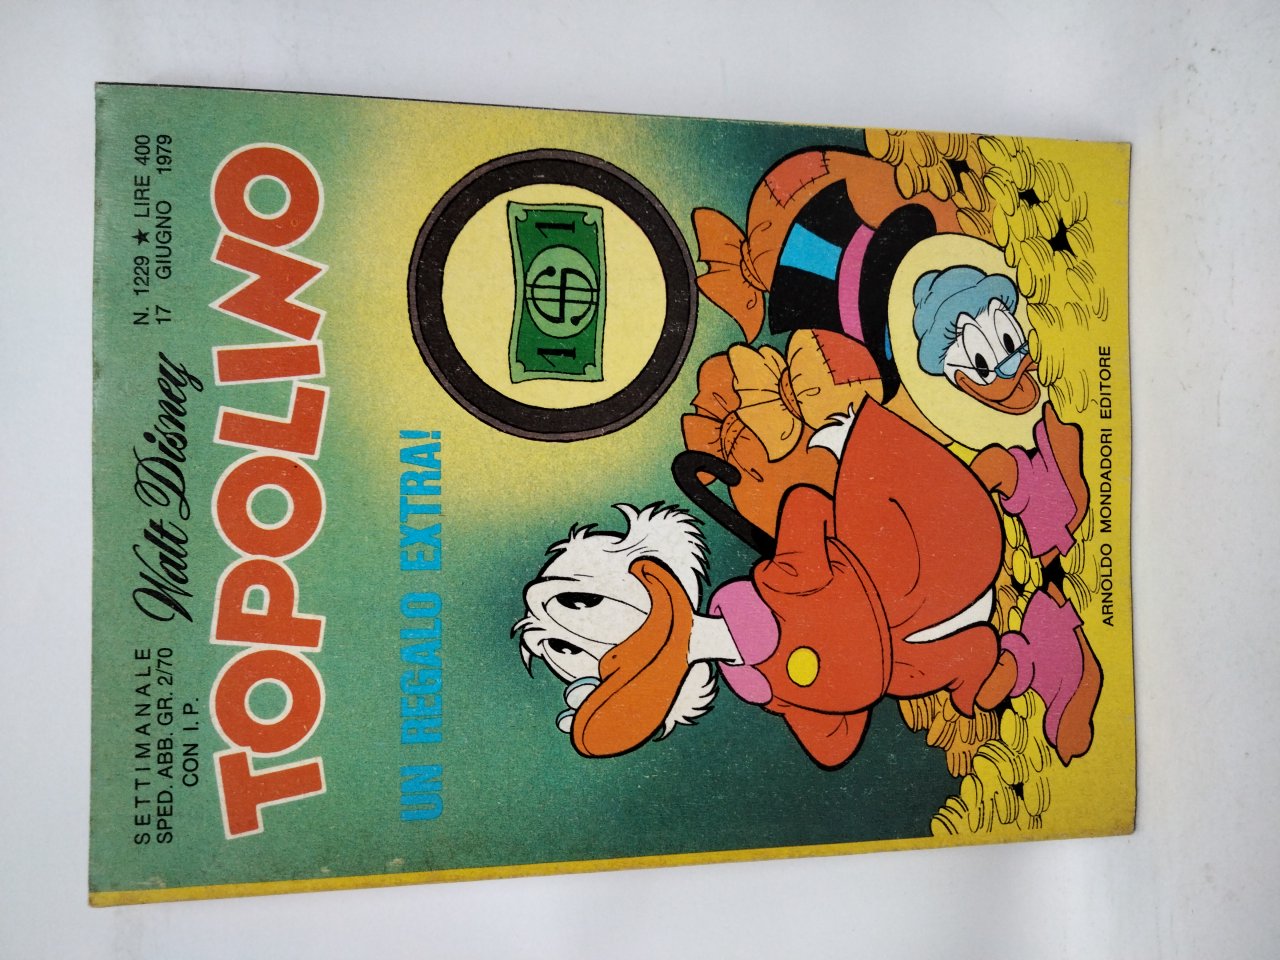 SETTIMANALE
SPED. ABB. GR. 2/70
CON I.P.
Walt Disney
N. 1229 ★ LIRE 400
17 GIUGNO 1979
TOPOLINO
UN REGALO EXTRA!
1 $ 1
ARNOLDO MONDADORI EDITORE